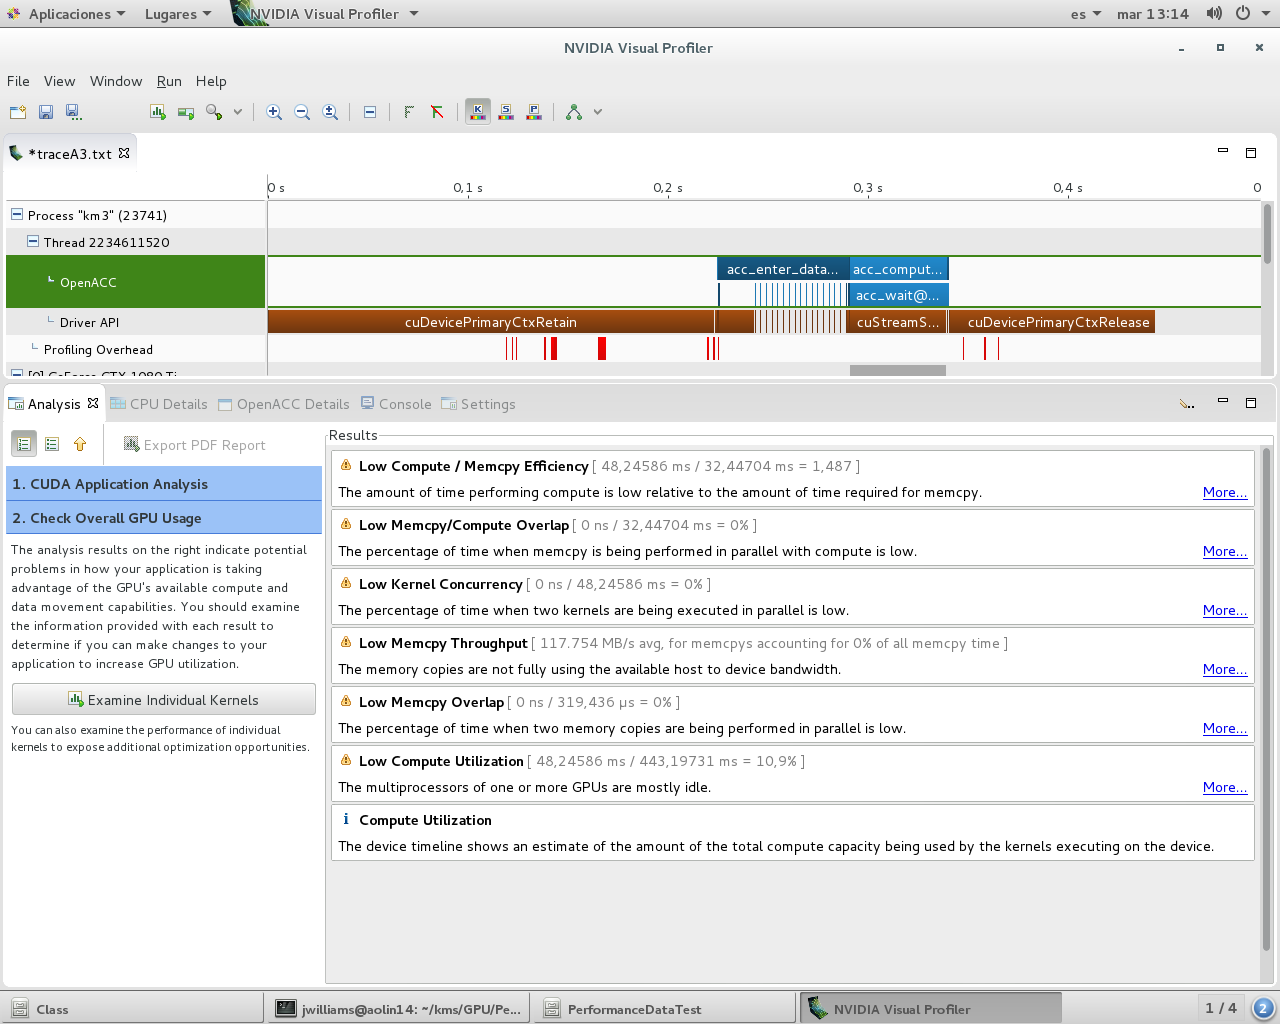 Aplicaciones Lugares NVIDIA Visual Profiler es mar 13:14
NVIDIA Visual Profiler
File View Window Run Help
K S P
*traceA3.txt
0 s 0,1 s 0,2 s 0,3 s 0,4 s 0
Process "km3" (23741)
Thread 2234611520
acc_enter_data... acc_comput...
OpenACC
acc_wait@...
Driver API cuDevicePrimaryCtxRetain cuStreamS... cuDevicePrimaryCtxRelease
Profiling Overhead
[0] GeForce GTX 1080 Ti
Analysis CPU Details OpenACC Details Console Settings
Export PDF Report
1. CUDA Application Analysis
2. Check Overall GPU Usage
The analysis results on the right indicate potential
problems in how your application is taking
advantage of the GPU's available compute and
data movement capabilities. You should examine
the information provided with each result to
determine if you can make changes to your
application to increase GPU utilization.
Examine Individual Kernels
You can also examine the performance of individual
kernels to expose additional optimization opportunities.
Results
Low Compute / Memcpy Efficiency [ 48,24586 ms / 32,44704 ms = 1,487 ]
The amount of time performing compute is low relative to the amount of time required for memcpy. More...
Low Memcpy/Compute Overlap [ 0 ns / 32,44704 ms = 0% ]
The percentage of time when memcpy is being performed in parallel with compute is low. More...
Low Kernel Concurrency [ 0 ns / 48,24586 ms = 0% ]
The percentage of time when two kernels are being executed in parallel is low. More...
Low Memcpy Throughput [ 117.754 MB/s avg, for memcpys accounting for 0% of all memcpy time ]
The memory copies are not fully using the available host to device bandwidth. More...
Low Memcpy Overlap [ 0 ns / 319,436 µs = 0% ]
The percentage of time when two memory copies are being performed in parallel is low. More...
Low Compute Utilization [ 48,24586 ms / 443,19731 ms = 10,9% ]
The multiprocessors of one or more GPUs are mostly idle. More...
Compute Utilization
The device timeline shows an estimate of the amount of the total compute capacity being used by the kernels executing on the device.
Class jwilliams@aolin14: ~/kms/GPU/Pe... PerformanceDataTest NVIDIA Visual Profiler 1 / 4 2